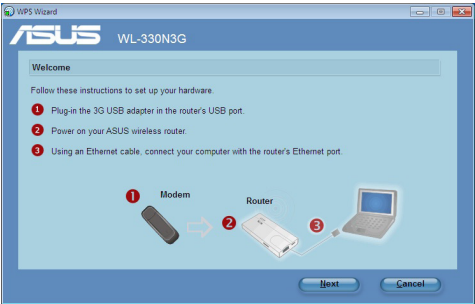 WPS Wizard
ASUS WL-330N3G
Welcome
Follow these instructions to set up your hardware.
1 Plug-in the 3G USB adapter in the router's USB port.
2 Power on your ASUS wireless router.
3 Using an Ethernet cable, connect your computer with the router's Ethernet port.
1 Modem
2 Router
3
Next Cancel